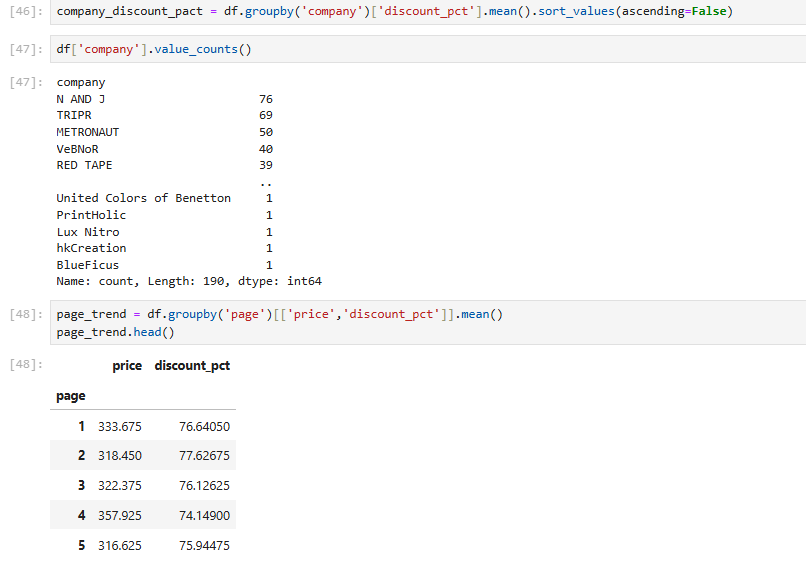 [46]: company_discount_pact = df.groupby('company')['discount_pct'].mean().sort_values(ascending=False)
[47]: df['company'].value_counts()
[47]: company
N AND J 76
TRIPR 69
METRONAUT 50
VeBNoR 40
RED TAPE 39
..
United Colors of Benetton 1
PrintHolic 1
Lux Nitro 1
hkCreation 1
BlueFicus 1
Name: count, Length: 190, dtype: int64
[48]: page_trend = df.groupby('page')[['price','discount_pct']].mean()
page_trend.head()
[48]: price discount_pct
page
1 333.675 76.64050
2 318.450 77.62675
3 322.375 76.12625
4 357.925 74.14900
5 316.625 75.94475